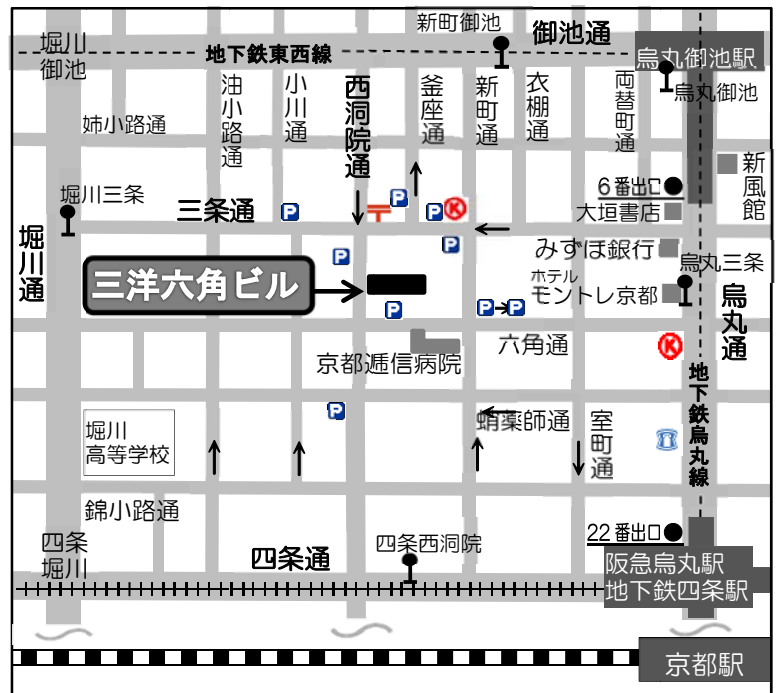 新町御池
御池通
堀川
御池
地下鉄東西線
烏丸御池駅
烏丸御池
油小路通
小川通
西洞院通
釜座通
新町通
衣棚通
両替町通
姉小路通
新風館
6番出口
堀川三条
三条通
P
〒
P
P
K
大垣書店
堀川通
P
P
みずほ銀行
烏丸三条
三洋六角ビル
ホテル
モントレ京都
P
P
P
烏丸通
六角通
K
京都逓信病院
地下鉄烏丸線
P
蛸薬師通
室町通
堀川
高等学校
錦小路通
22番出口
四条
堀川
四条通
四条西洞院
阪急烏丸駅
地下鉄四条駅
京都駅